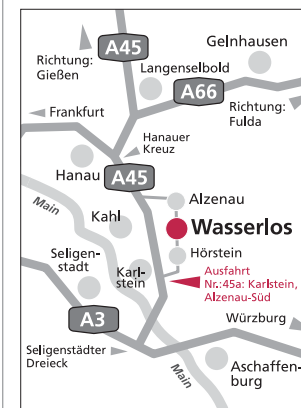 A45
Gelnhausen
Richtung:
Gießen
Langenselbold
A66
Richtung:
Fulda
Frankfurt
Hanauer
Kreuz
Hanau
A45
Main
Alzenau
Kahl
Wasserlos
Hörstein
Seligen-
stadt
Karl-
stein
Ausfahrt
Nr.:45a: Karlstein,
Alzenau-Süd
A3
Würzburg
Seligenstädter
Dreieck
Main
Aschaffen-
burg